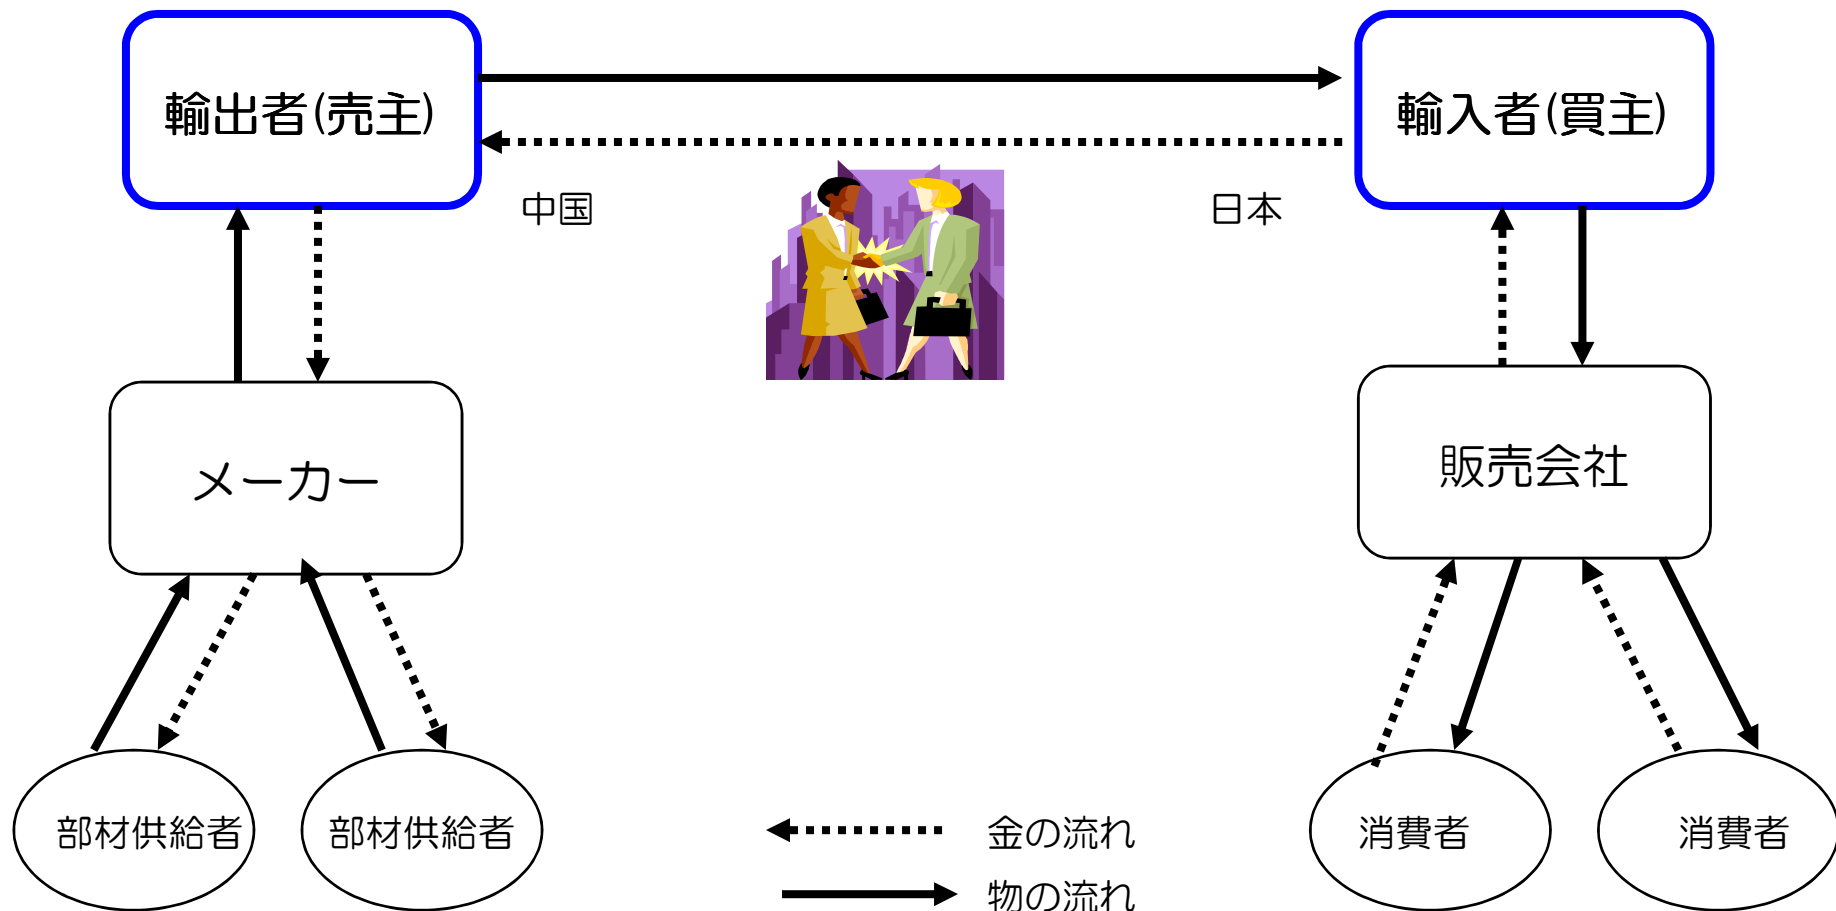 輸出者(売主)
輸入者(買主)
中国
日本
メーカー
販売会社
部材供給者
部材供給者
消費者
消費者
金の流れ
物の流れ